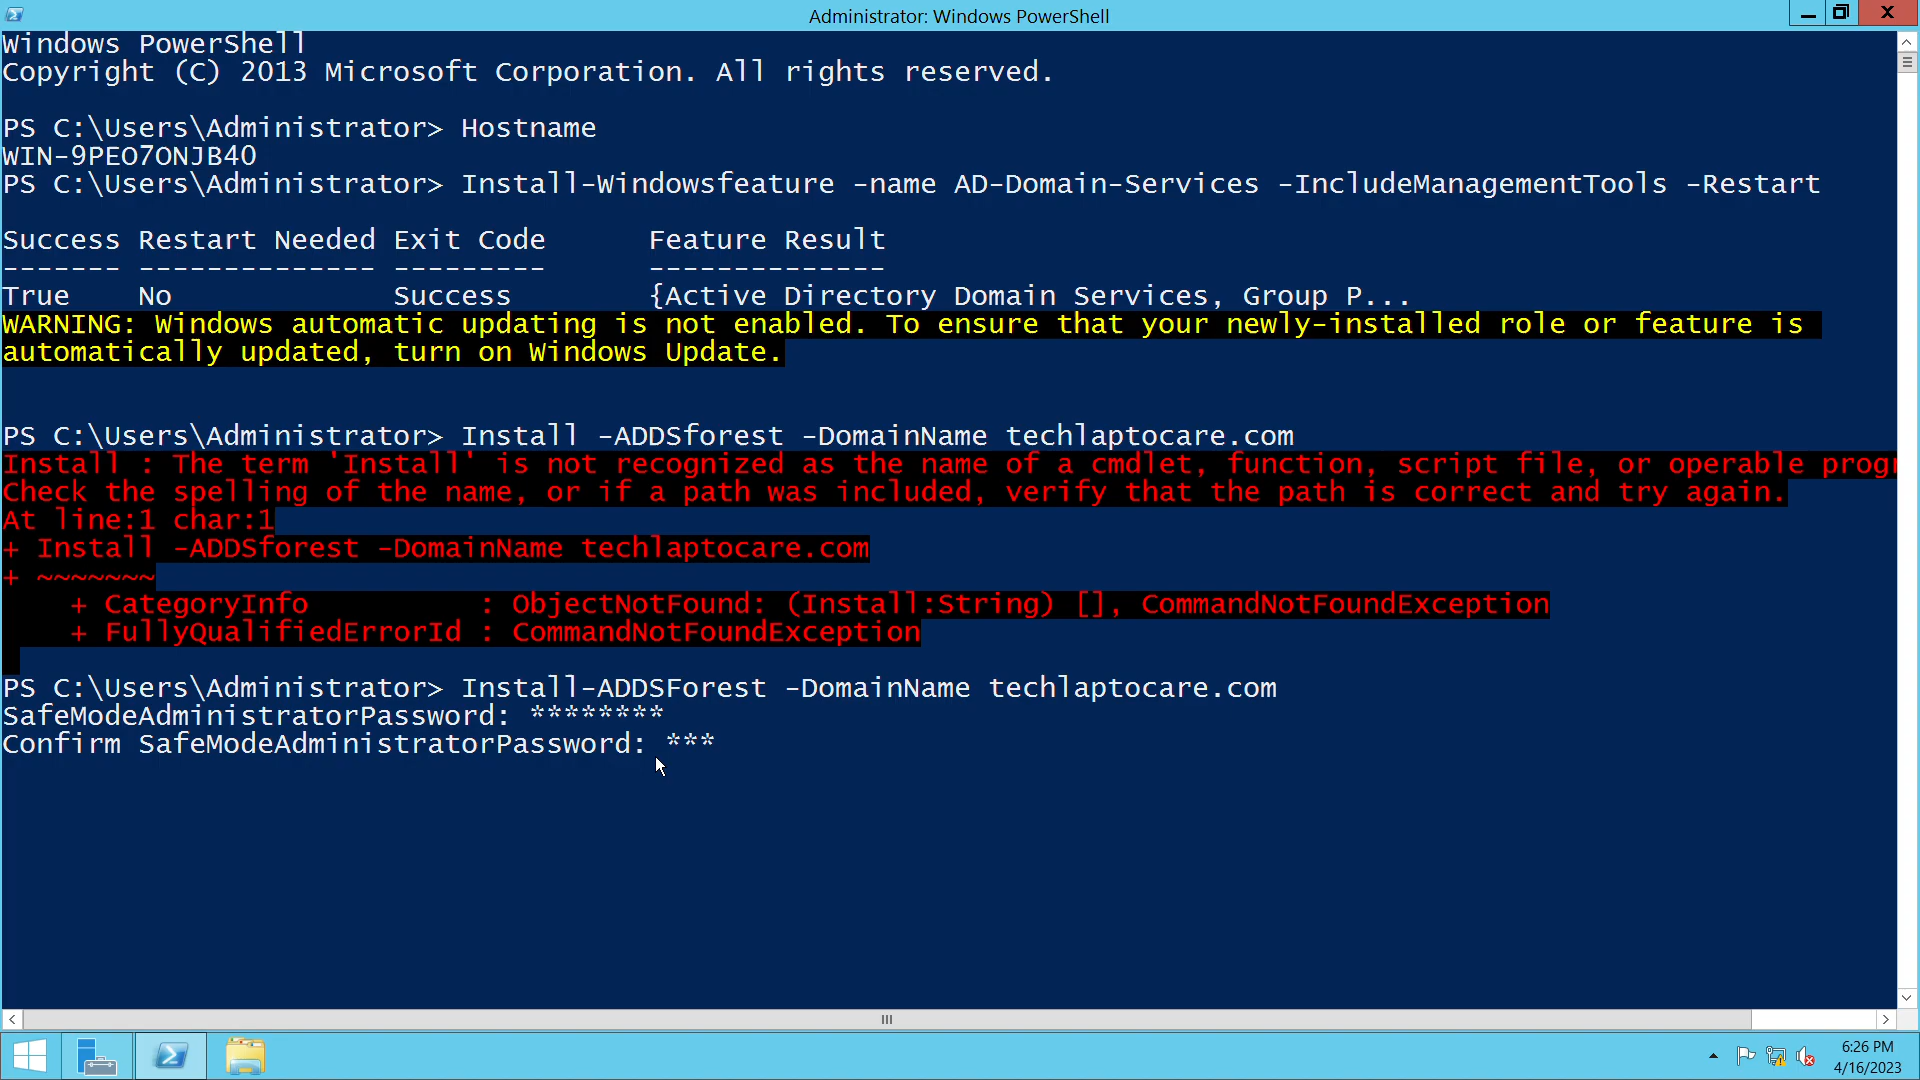 Administrator: Windows PowerShell
Windows PowerShell
Copyright (C) 2013 Microsoft Corporation. All rights reserved.
PS C:\Users\Administrator> Hostname
WIN-9PEO7ONJB4O
PS C:\Users\Administrator> Install-Windowsfeature -name AD-Domain-Services -IncludeManagementTools -Restart
Success Restart Needed Exit Code      Feature Result
------- -------------- ---------      --------------
True    No             Success        {Active Directory Domain Services, Group P...
WARNING: Windows automatic updating is not enabled. To ensure that your newly-installed role or feature is
automatically updated, turn on Windows Update.
PS C:\Users\Administrator> Install -ADDSforest -DomainName techlaptocare.com
Install : The term 'Install' is not recognized as the name of a cmdlet, function, script file, or operable progr
Check the spelling of the name, or if a path was included, verify that the path is correct and try again.
At line:1 char:1
+ Install -ADDSforest -DomainName techlaptocare.com
+ ~~~~~~~
    + CategoryInfo          : ObjectNotFound: (Install:String) [], CommandNotFoundException
    + FullyQualifiedErrorId : CommandNotFoundException
PS C:\Users\Administrator> Install-ADDSForest -DomainName techlaptocare.com
SafeModeAdministratorPassword: ********
Confirm SafeModeAdministratorPassword: ***
6:26 PM
4/16/2023